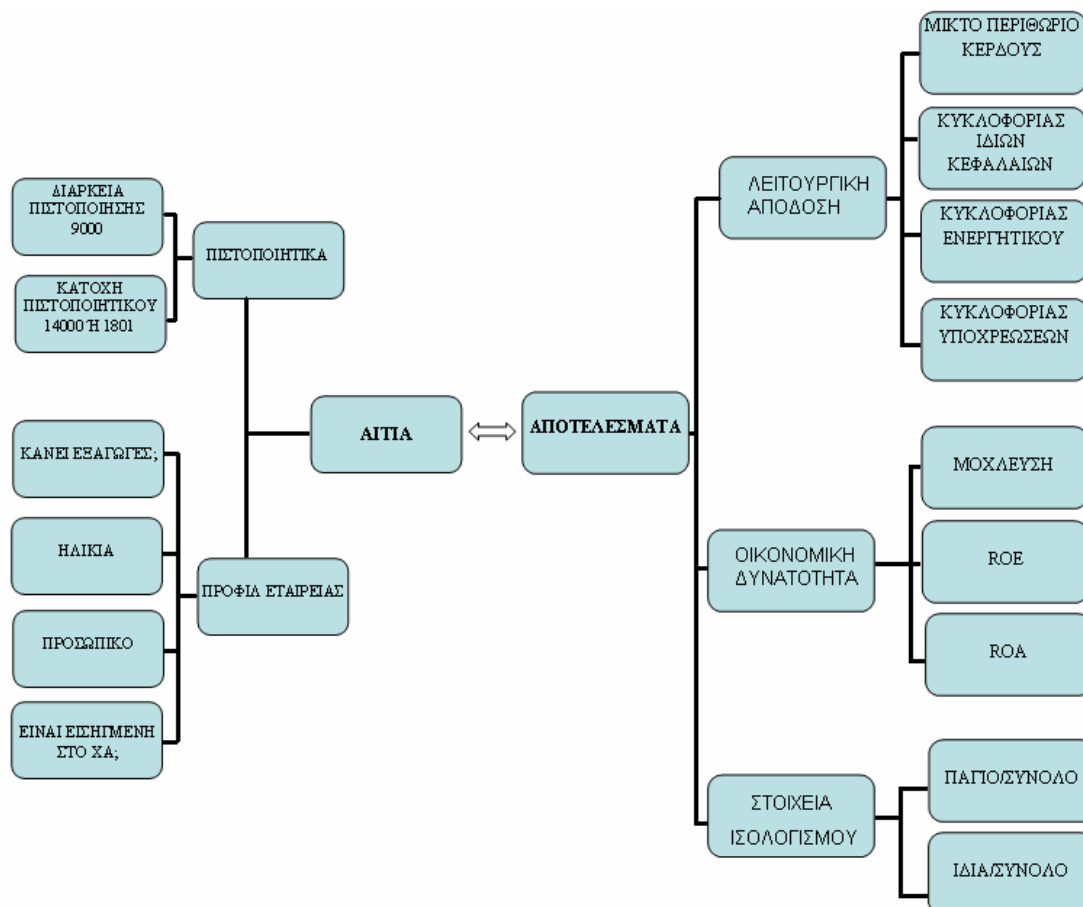 ΔΙΑΡΚΕΙΑ
ΠΙΣΤΟΠΟΙΗΣΗΣ
9000
ΚΑΤΟΧΗ
ΠΙΣΤΟΠΟΙΗΤΙΚΟΥ
14000 Ή 1801
ΠΙΣΤΟΠΟΙΗΤΙΚΑ
ΚΑΝΕΙ ΕΞΑΓΩΓΕΣ;
ΗΛΙΚΙΑ
ΠΡΟΣΩΠΙΚΟ
ΕΙΝΑΙ ΕΙΣΗΓΜΕΝΗ
ΣΤΟ ΧΑ;
ΠΡΟΦΙΛ ΕΤΑΙΡΕΙΑΣ
ΑΙΤΙΑ
ΑΠΟΤΕΛΕΣΜΑΤΑ
ΛΕΙΤΟΥΡΓΙΚΗ
ΑΠΟΔΟΣΗ
ΜΙΚΤΟ ΠΕΡΙΘΩΡΙΟ
ΚΕΡΔΟΥΣ
ΚΥΚΛΟΦΟΡΙΑΣ
ΙΔΙΩΝ
ΚΕΦΑΛΑΙΩΝ
ΚΥΚΛΟΦΟΡΙΑΣ
ΕΝΕΡΓΗΤΙΚΟΥ
ΚΥΚΛΟΦΟΡΙΑΣ
ΥΠΟΧΡΕΩΣΕΩΝ
ΟΙΚΟΝΟΜΙΚΗ
ΔΥΝΑΤΟΤΗΤΑ
ΜΟΧΛΕΥΣΗ
ROE
ROA
ΣΤΟΙΧΕΙΑ
ΙΣΟΛΟΓΙΣΜΟΥ
ΠΑΓΙΟ/ΣΥΝΟΛΟ
ΙΔΙΑ/ΣΥΝΟΛΟ